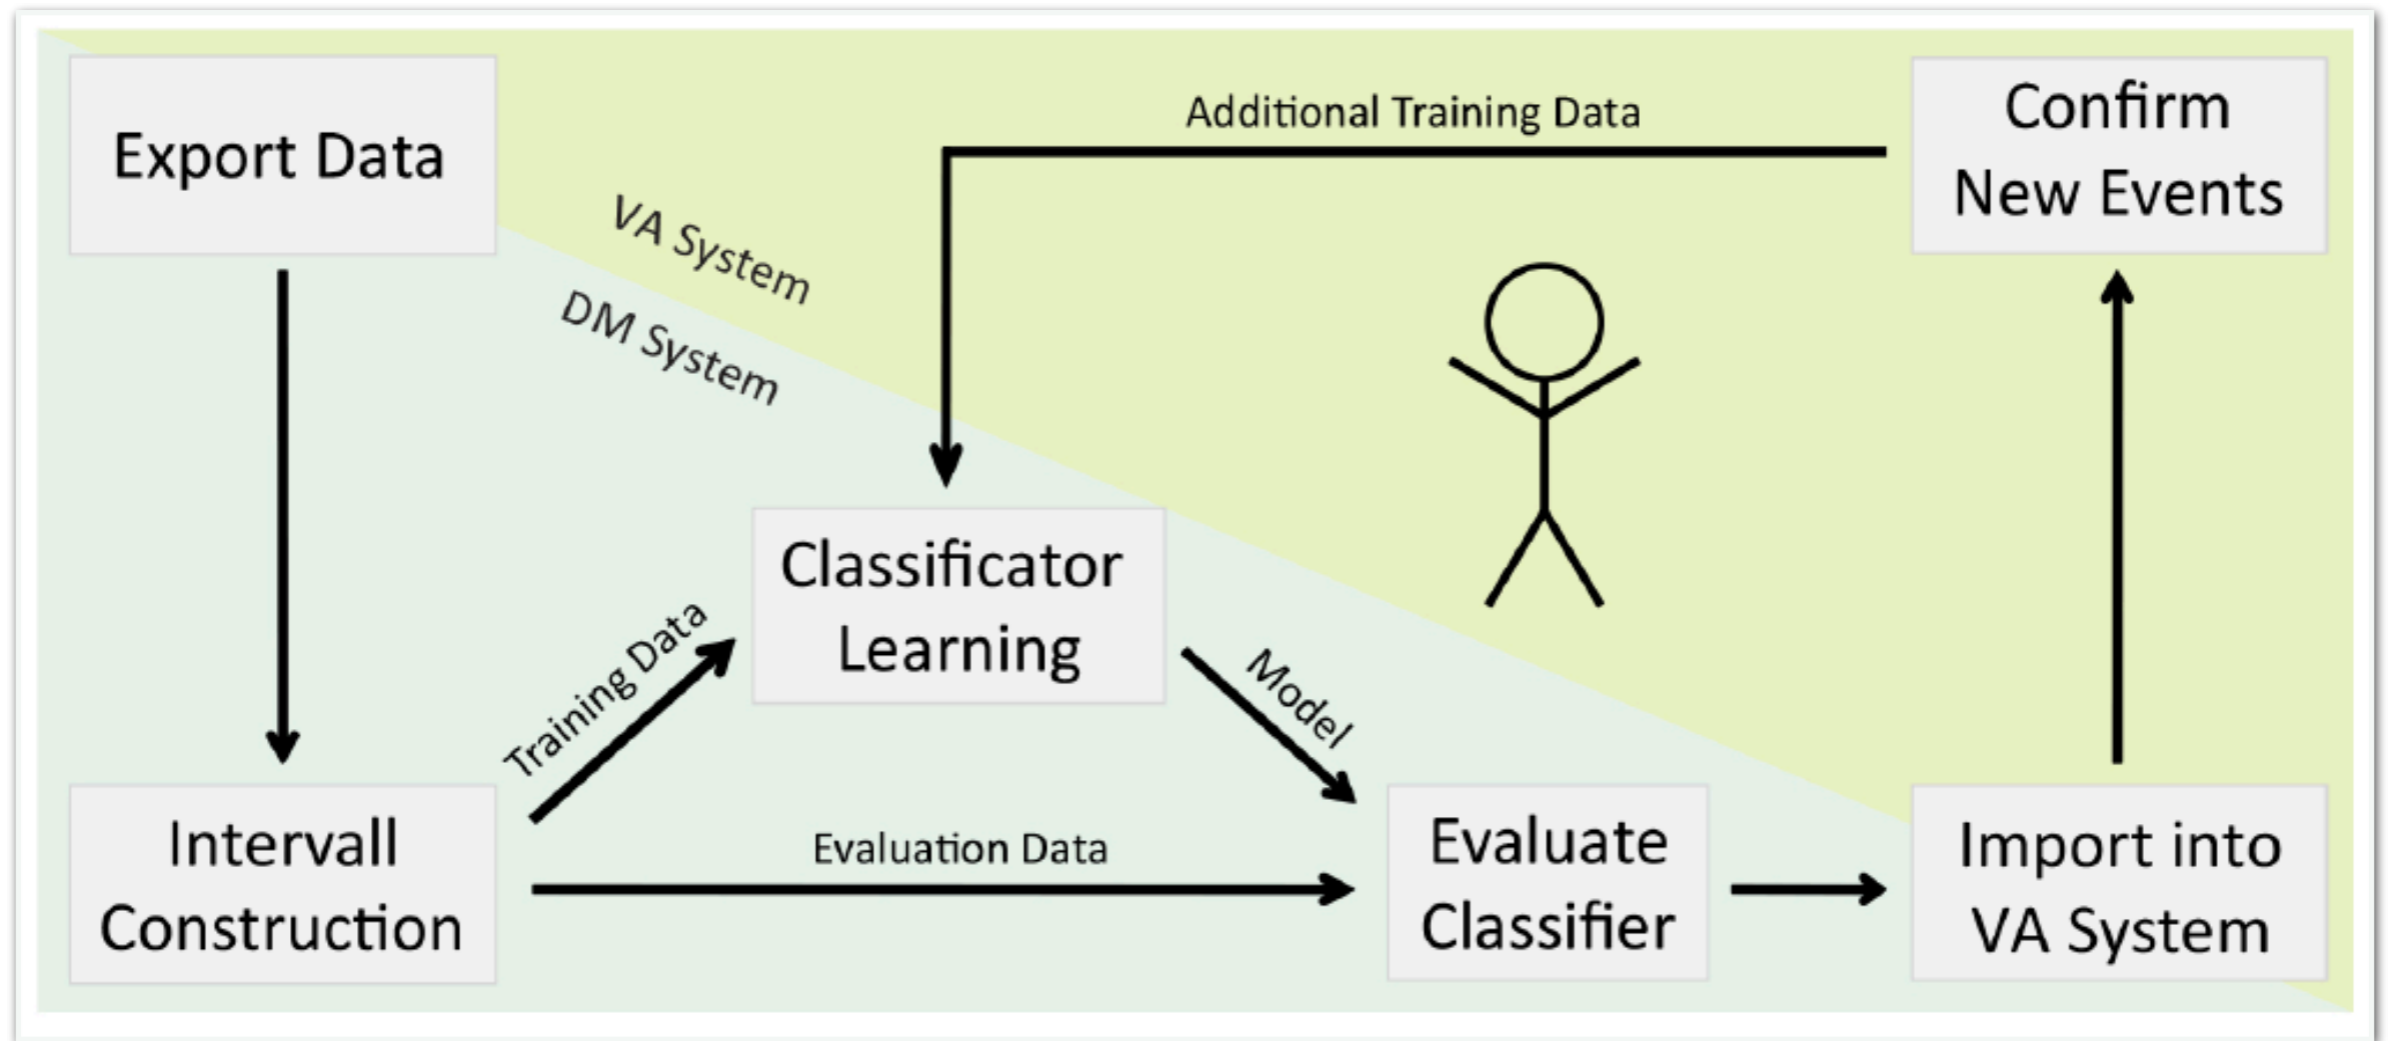 Export Data
Additional Training Data
Confirm
New Events
VA System
DM System
Classificator
Learning
Training Data
Model
Intervall
Construction
Evaluation Data
Evaluate
Classifier
Import into
VA System